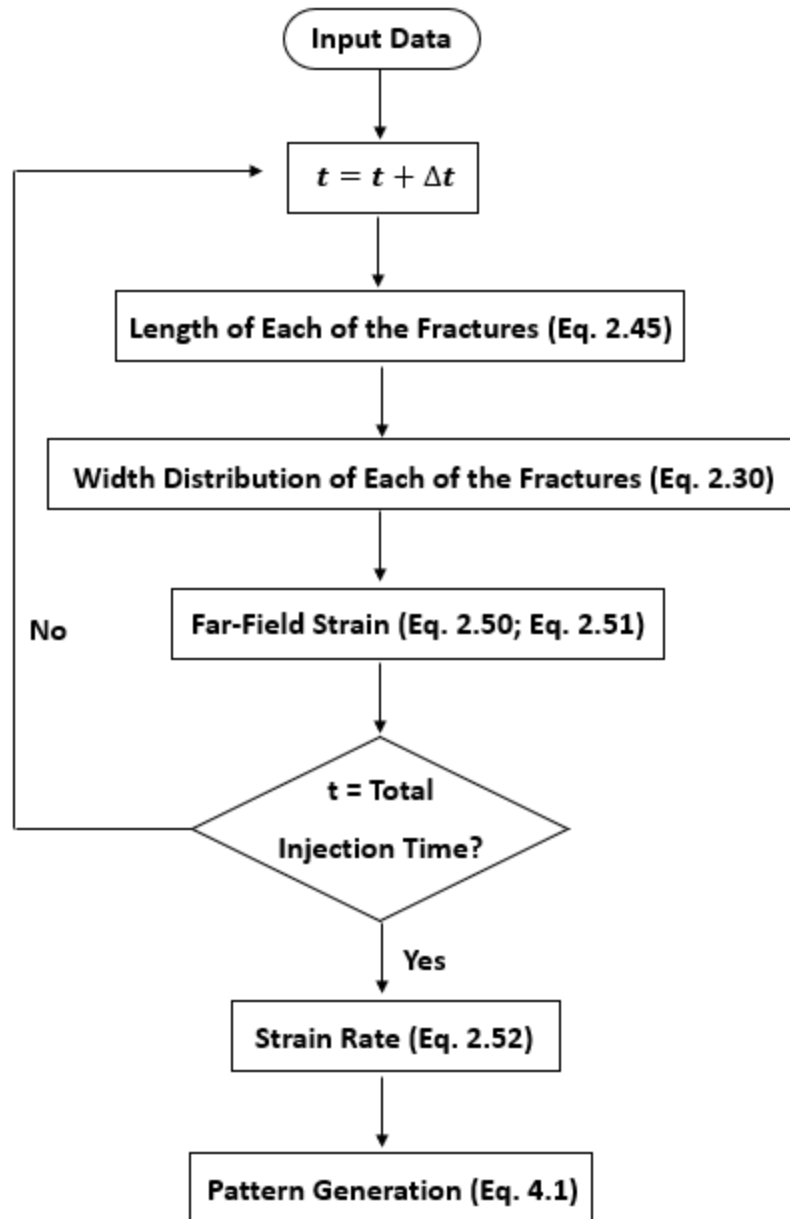 Input Data
t = t + Δt
Length of Each of the Fractures (Eq. 2.45)
Width Distribution of Each of the Fractures (Eq. 2.30)
Far-Field Strain (Eq. 2.50; Eq. 2.51)
No
t = Total
Injection Time?
Yes
Strain Rate (Eq. 2.52)
Pattern Generation (Eq. 4.1)